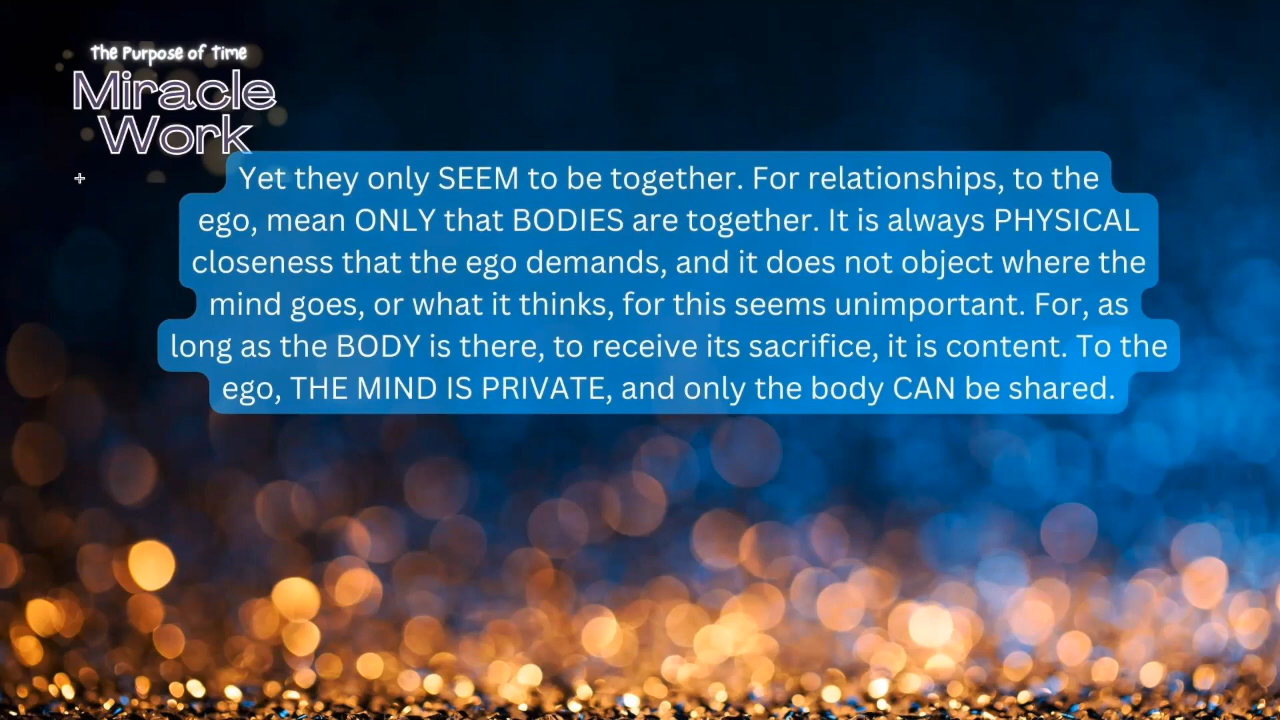 The Purpose of Time
Miracle
Work
Yet they only SEEM to be together. For relationships, to the
ego, mean ONLY that BODIES are together. It is always PHYSICAL
closeness that the ego demands, and it does not object where the
mind goes, or what it thinks, for this seems unimportant. For, as
long as the BODY is there, to receive its sacrifice, it is content. To the
ego, THE MIND IS PRIVATE, and only the body CAN be shared.